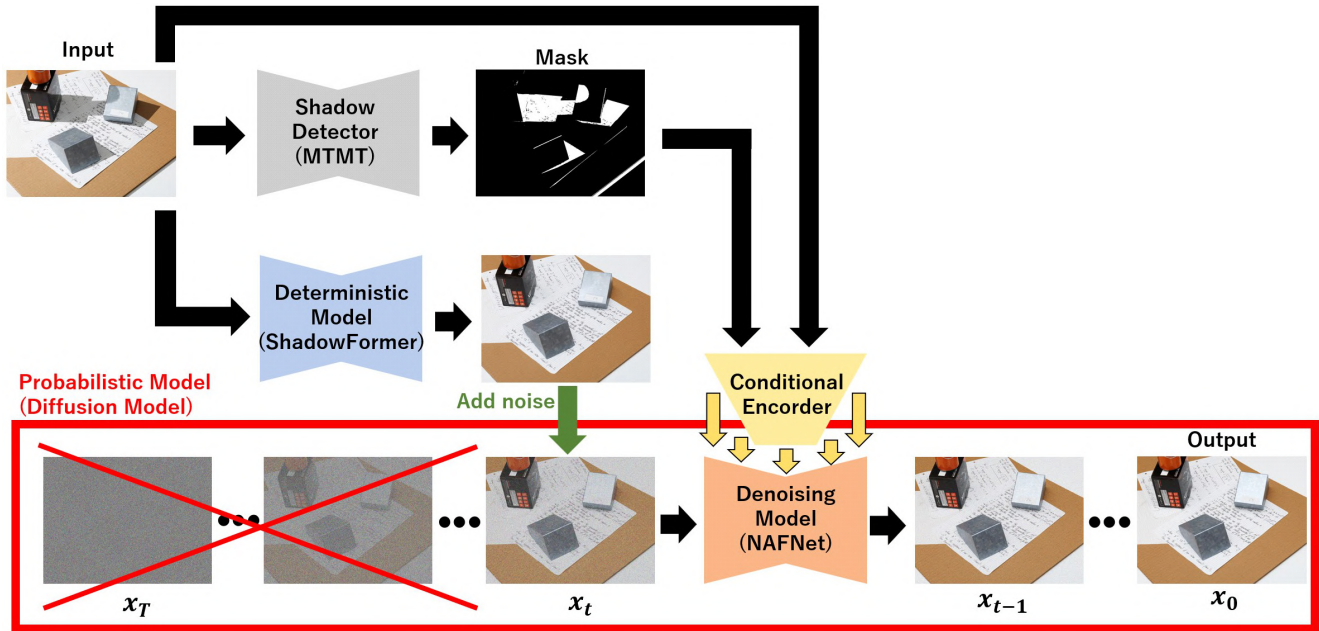 Input
Mask
Shadow
Detector
(MTMT)
Deterministic
Model
(ShadowFormer)
Probabilistic Model
(Diffusion Model)
Add noise
Conditional
Encorder
Output
Denoising
Model
(NAFNet)
x_T
x_t
x_{t-1}
x_0